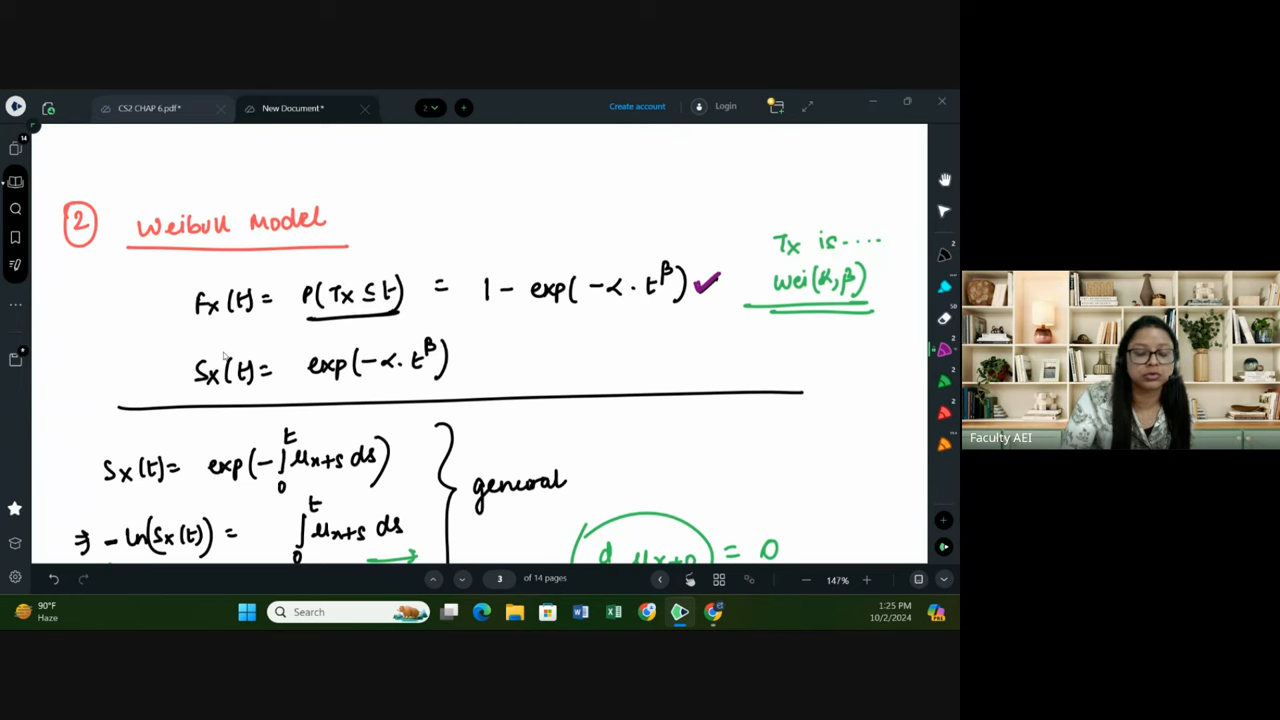 CS2 CHAP 6.pdf*
New Document*
2
Create account
Login
14
② Weibull Model
Tx is....
Wei(α,β)
Fx(t) = P(Tx ≤ t) = 1 - exp(-α.t^β) ✓
Sx(t) = exp(-α.t^β)
Sx(t) = exp(-∫₀ᵗ μx+s ds)
general
⇒ -ln(Sx(t)) = ∫₀ᵗ μx+s ds
= 0
3 of 14 pages
147%
Faculty AEI
90°F
Haze
Search
1:25 PM
10/2/2024